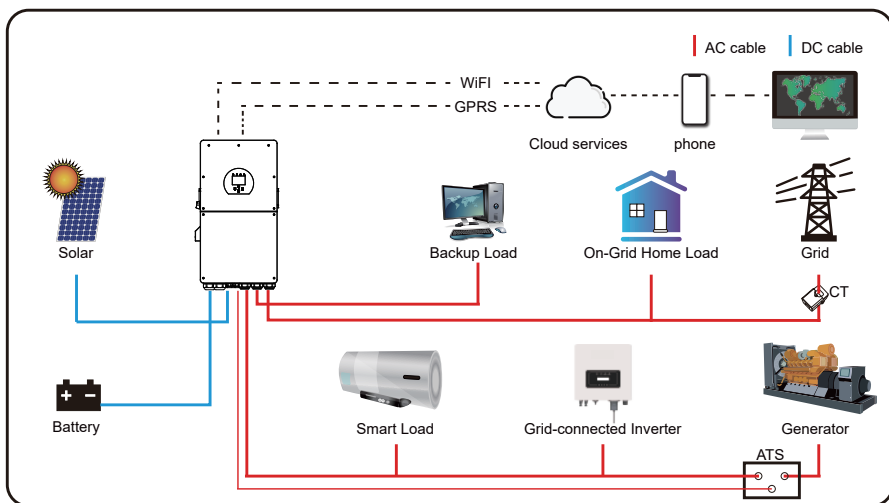 AC cable
DC cable
WiFI
GPRS
Cloud services
phone
Solar
Backup Load
On-Grid Home Load
Grid
CT
Battery
Smart Load
Grid-connected Inverter
Generator
ATS